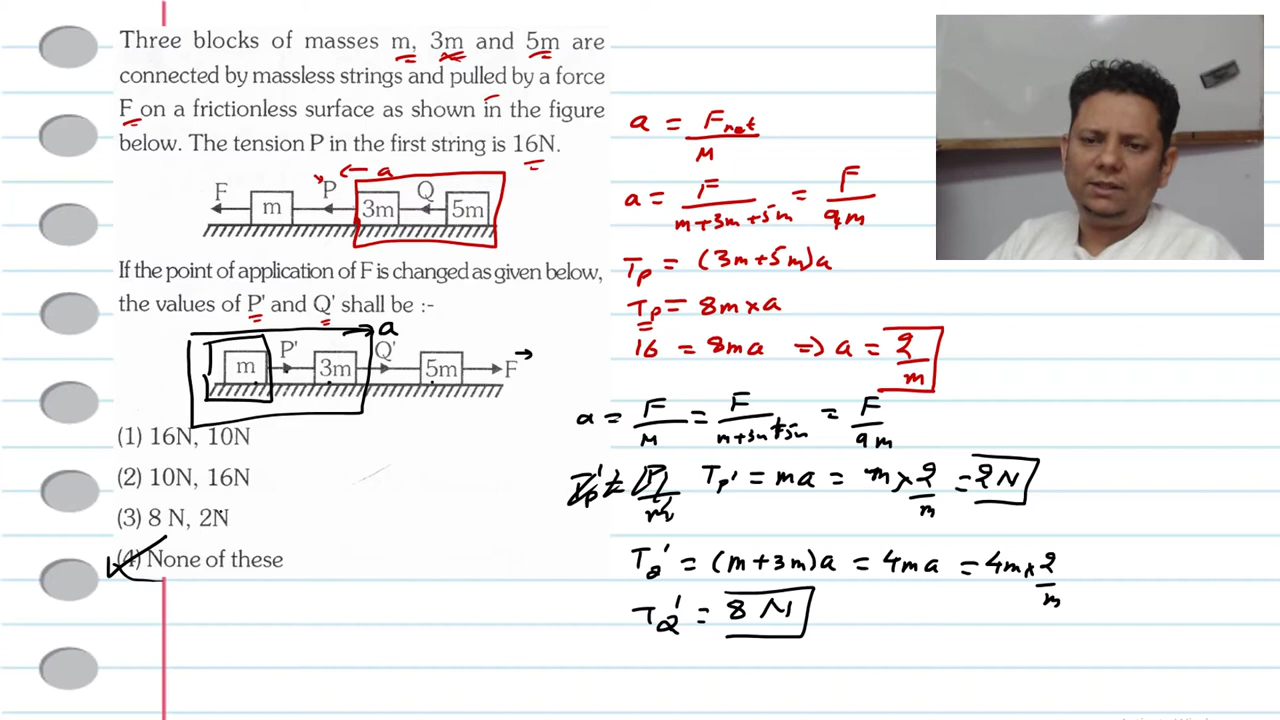 Three blocks of masses m, 3m and 5m are
connected by massless strings and pulled by a force
F on a frictionless surface as shown in the figure
below. The tension P in the first string is 16N.
F m P 3m Q 5m
← a
If the point of application of F is changed as given below,
the values of P' and Q' shall be :-
a
m P' 3m Q' 5m F
(1) 16N, 10N
(2) 10N, 16N
(3) 8 N, 2N
(4) None of these
a = Fnet / M
a = F / m+3m+5m = F / 9m
Tp = (3m+5m)a
Tp = 8m×a
16 = 8ma ⇒ a = 2 / m
a = F / M = F / m+3m+5m = F / 9m
Tp' = ma = m × 2 / m = 2N
TQ' = (m+3m)a = 4ma = 4m × 2 / m
TQ' = 8 N